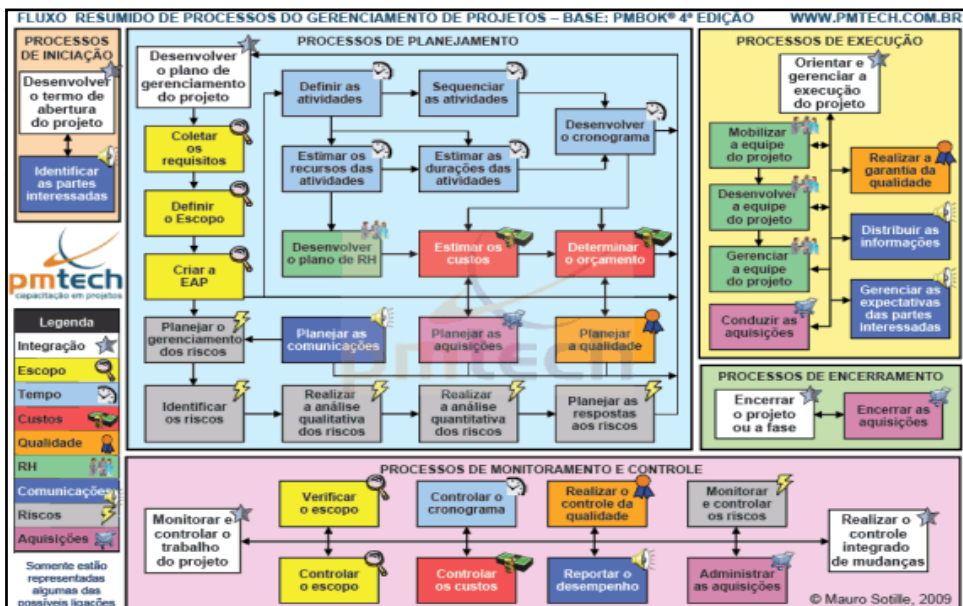 FLUXO RESUMIDO DE PROCESSOS DO GERENCIAMENTO DE PROJETOS – BASE: PMBOK® 4ª EDIÇÃO WWW.PMTECH.COM.BR
PROCESSOS
DE INICIAÇÃO
Desenvolver
o termo de
abertura
do projeto
Identificar
as partes
interessadas
pmtech
capacitação em projetos
Legenda
Integração
Escopo
Tempo
Custos
Qualidade
RH
Comunicações
Riscos
Aquisições
Somente estão
representadas
algumas das
possíveis ligações
PROCESSOS DE PLANEJAMENTO
Desenvolver
o plano de
gerenciamento
do projeto
Coletar
os
requisitos
Definir
o Escopo
Criar a
EAP
Definir as
atividades
Sequenciar
as atividades
Desenvolver
o cronograma
Estimar os
recursos das
atividades
Estimar as
durações das
atividades
Desenvolver
o plano de RH
Estimar os
custos
Determinar
o orçamento
Planejar o
gerenciamento
dos riscos
Planejar as
comunicações
Planejar as
aquisições
Planejar
a qualidade
Identificar
os riscos
Realizar
a análise
qualitativa
dos riscos
Realizar
a análise
quantitativa
dos riscos
Planejar as
respostas
aos riscos
pmtech
PROCESSOS DE EXECUÇÃO
Orientar e
gerenciar a
execução
do projeto
Mobilizar
a equipe
do projeto
Realizar a
garantia da
qualidade
Desenvolver
a equipe
do projeto
Distribuir as
informações
Gerenciar
a equipe
do projeto
Gerenciar as
expectativas
das partes
interessadas
Conduzir as
aquisições
PROCESSOS DE ENCERRAMENTO
Encerrar
o projeto
ou a fase
Encerrar as
aquisições
PROCESSOS DE MONITORAMENTO E CONTROLE
Monitorar e
controlar o
trabalho
do projeto
Verificar
o escopo
Controlar o
cronograma
Realizar o
controle da
qualidade
Monitorar
e controlar
os riscos
Controlar
o escopo
Controlar
os custos
Reportar o
desempenho
Administrar
as aquisições
Realizar o
controle
integrado
de mudanças
© Mauro Sotille, 2009